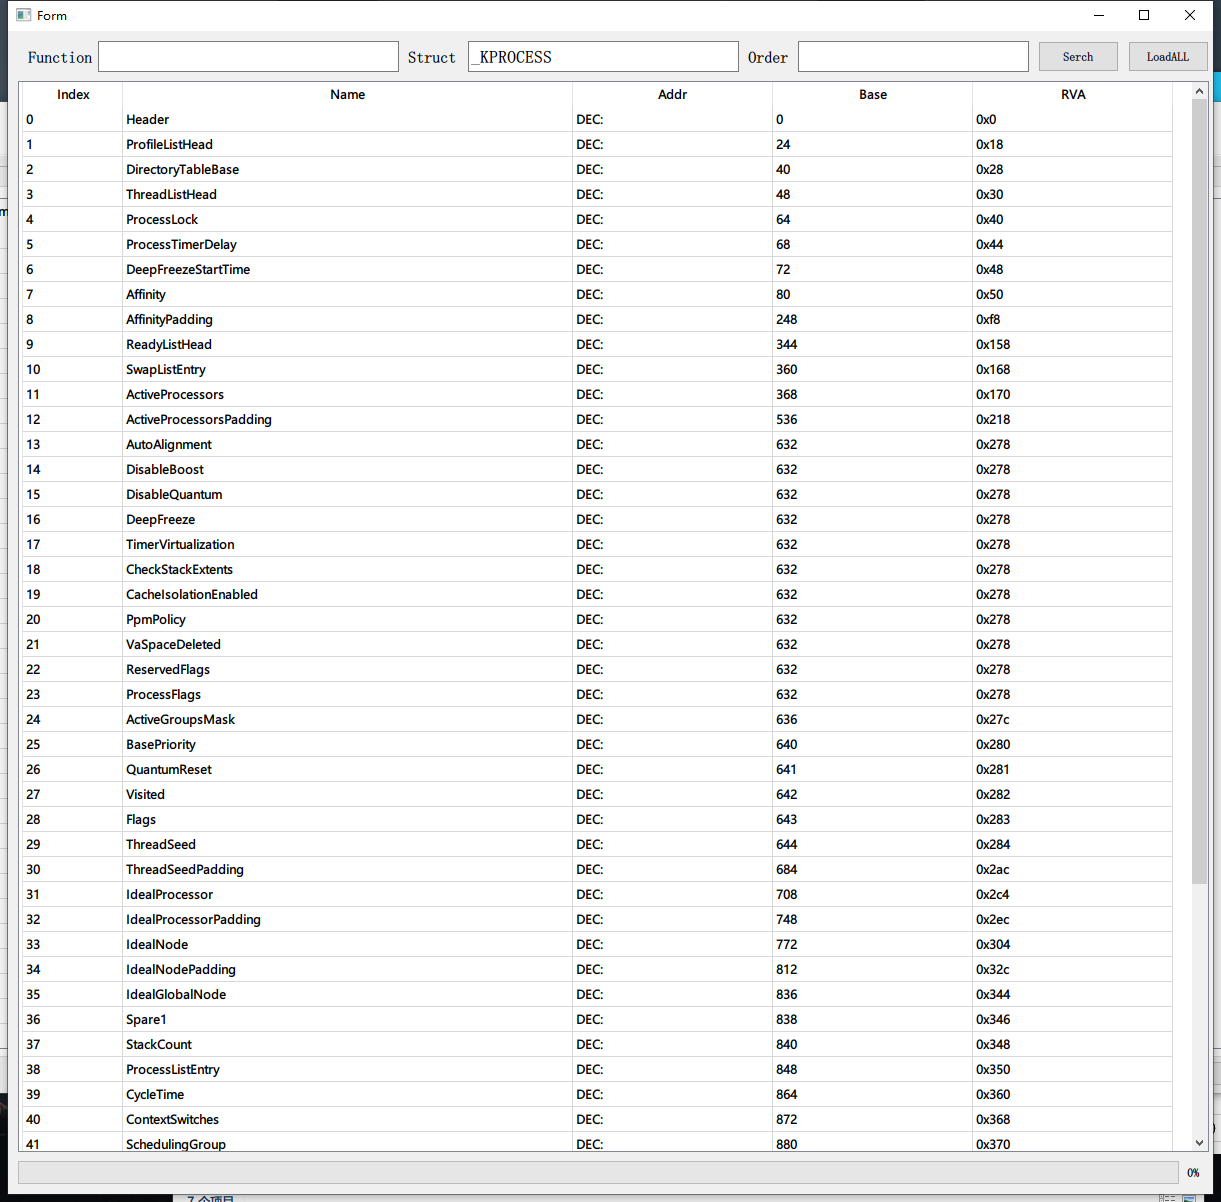 Form
Function Struct _KPROCESS Order Serch LoadALL
Index Name Addr Base RVA
0 Header DEC: 0 0x0
1 ProfileListHead DEC: 24 0x18
2 DirectoryTableBase DEC: 40 0x28
3 ThreadListHead DEC: 48 0x30
4 ProcessLock DEC: 64 0x40
5 ProcessTimerDelay DEC: 68 0x44
6 DeepFreezeStartTime DEC: 72 0x48
7 Affinity DEC: 80 0x50
8 AffinityPadding DEC: 248 0xf8
9 ReadyListHead DEC: 344 0x158
10 SwapListEntry DEC: 360 0x168
11 ActiveProcessors DEC: 368 0x170
12 ActiveProcessorsPadding DEC: 536 0x218
13 AutoAlignment DEC: 632 0x278
14 DisableBoost DEC: 632 0x278
15 DisableQuantum DEC: 632 0x278
16 DeepFreeze DEC: 632 0x278
17 TimerVirtualization DEC: 632 0x278
18 CheckStackExtents DEC: 632 0x278
19 CacheIsolationEnabled DEC: 632 0x278
20 PpmPolicy DEC: 632 0x278
21 VaSpaceDeleted DEC: 632 0x278
22 ReservedFlags DEC: 632 0x278
23 ProcessFlags DEC: 632 0x278
24 ActiveGroupsMask DEC: 636 0x27c
25 BasePriority DEC: 640 0x280
26 QuantumReset DEC: 641 0x281
27 Visited DEC: 642 0x282
28 Flags DEC: 643 0x283
29 ThreadSeed DEC: 644 0x284
30 ThreadSeedPadding DEC: 684 0x2ac
31 IdealProcessor DEC: 708 0x2c4
32 IdealProcessorPadding DEC: 748 0x2ec
33 IdealNode DEC: 772 0x304
34 IdealNodePadding DEC: 812 0x32c
35 IdealGlobalNode DEC: 836 0x344
36 Spare1 DEC: 838 0x346
37 StackCount DEC: 840 0x348
38 ProcessListEntry DEC: 848 0x350
39 CycleTime DEC: 864 0x360
40 ContextSwitches DEC: 872 0x368
41 SchedulingGroup DEC: 880 0x370
0%
7 个项目